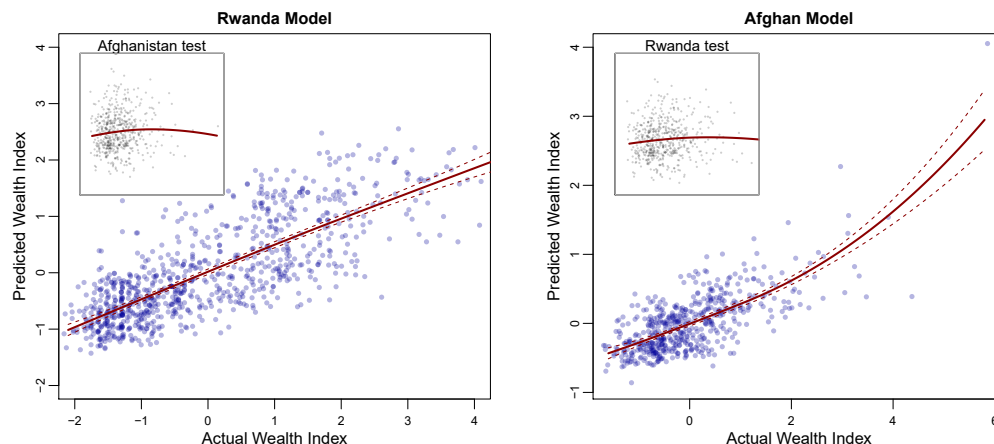 Rwanda Model
Afghanistan test
Predicted Wealth Index
4
3
2
1
0
−1
−2
−2 −1 0 1 2 3 4
Actual Wealth Index
Afghan Model
Rwanda test
Predicted Wealth Index
4
3
2
1
0
−1
0 2 4 6
Actual Wealth Index